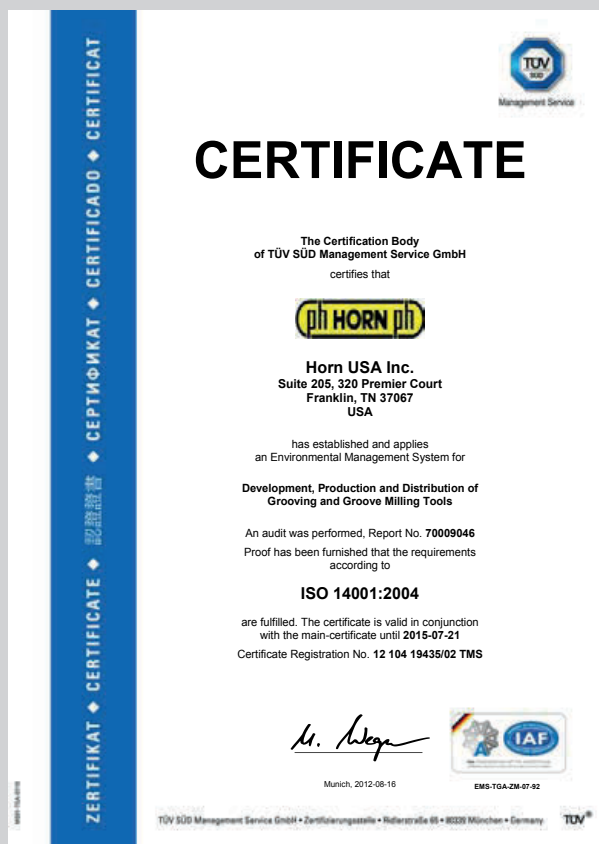 TÜV
SÜD
Management Service
CERTIFICATE
The Certification Body
of TÜV SÜD Management Service GmbH
certifies that
ph HORN ph
Horn USA Inc.
Suite 205, 320 Premier Court
Franklin, TN 37067
USA
has established and applies
an Environmental Management System for
Development, Production and Distribution of
Grooving and Groove Milling Tools
An audit was performed, Report No. 70009046
Proof has been furnished that the requirements
according to
ISO 14001:2004
are fulfilled. The certificate is valid in conjunction
with the main-certificate until 2015-07-21
Certificate Registration No. 12 104 19435/02 TMS
M. Wegner
Munich, 2012-08-16
IAF
EMS-TGA-ZM-07-92
TÜV SÜD Management Service GmbH • Zertifizierungsstelle • Ridlerstraße 65 • 80339 München • Germany
TÜV®
ZERTIFIKAT ◆ CERTIFICATE ◆ 認證證書 ◆ СЕРТИФИКАТ ◆ CERTIFICADO ◆ CERTIFICAT